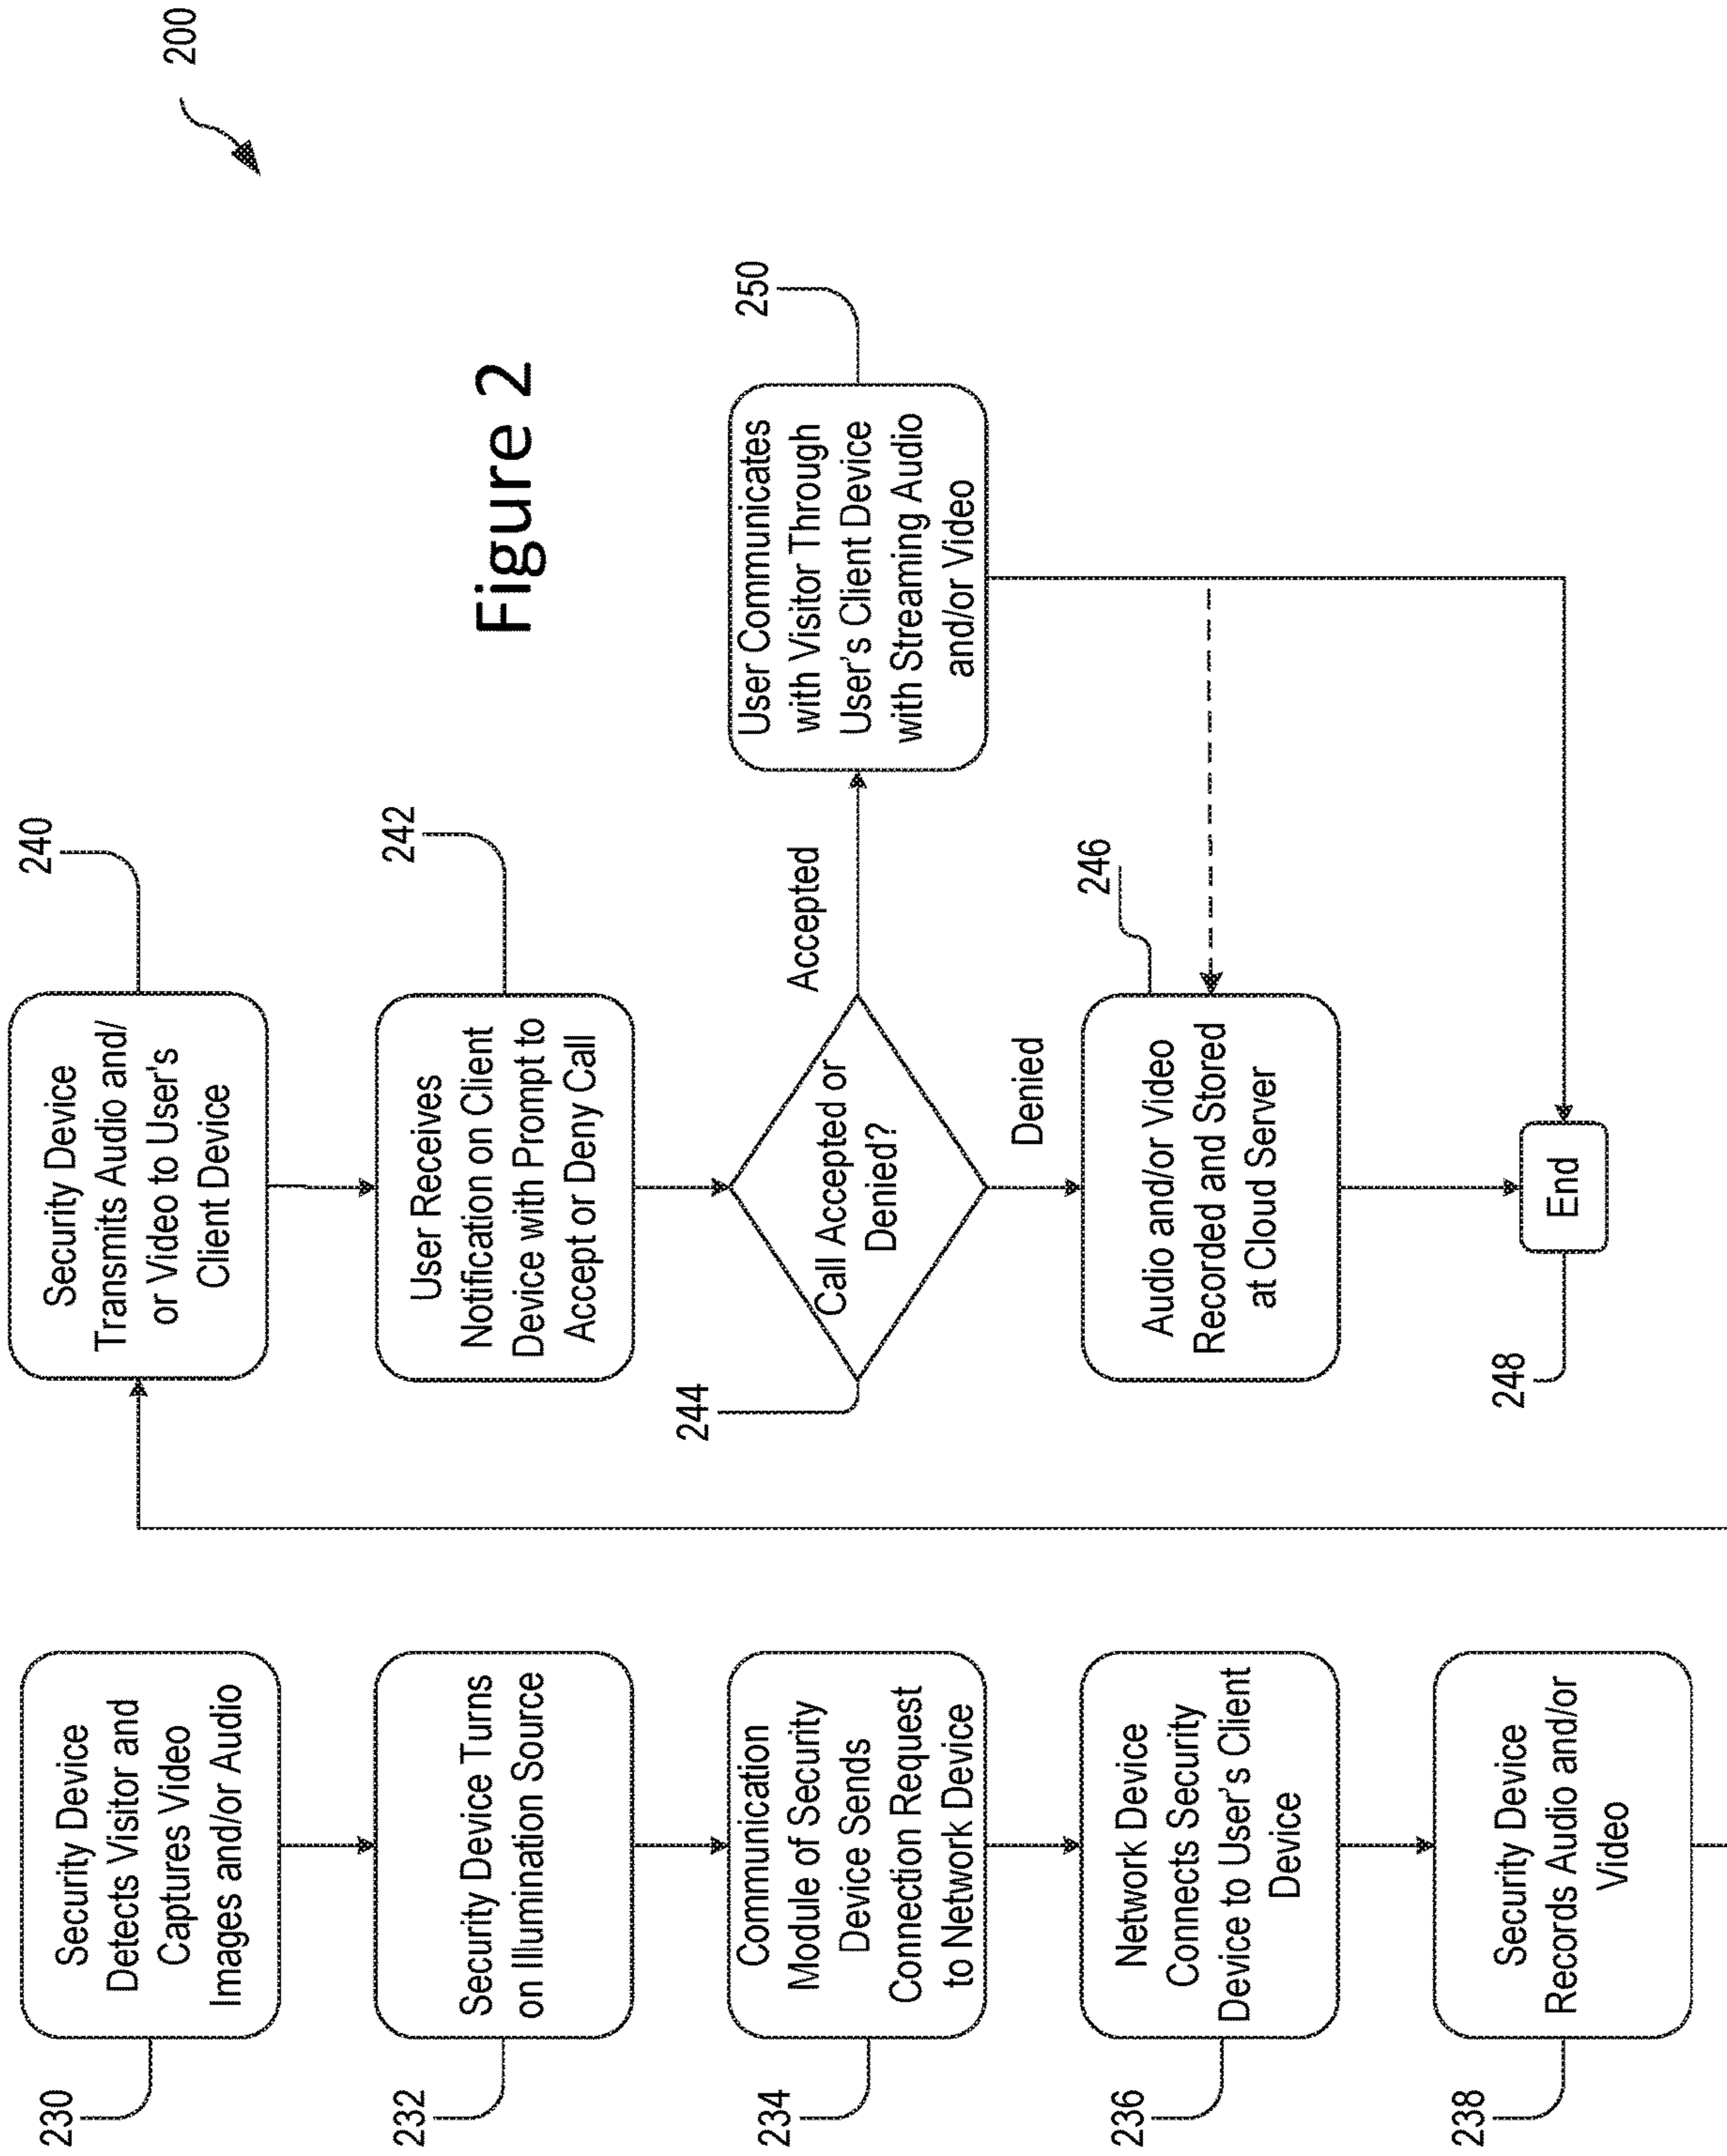 200
230
Security Device
Detects Visitor and
Captures Video
Images and/or Audio
232
Security Device Turns
on Illumination Source
234
Communication
Module of Security
Device Sends
Connection Request
to Network Device
236
Network Device
Connects Security
Device to User's Client
Device
238
Security Device
Records Audio and/or
Video
240
Security Device
Transmits Audio and/
or Video to User's
Client Device
242
User Receives
Notification on Client
Device with Prompt to
Accept or Deny Call
244
Call Accepted or
Denied?
Accepted
Denied
246
Audio and/or Video
Recorded and Stored
at Cloud Server
248
End
250
User Communicates
with Visitor Through
User's Client Device
with Streaming Audio
and/or Video
Figure 2